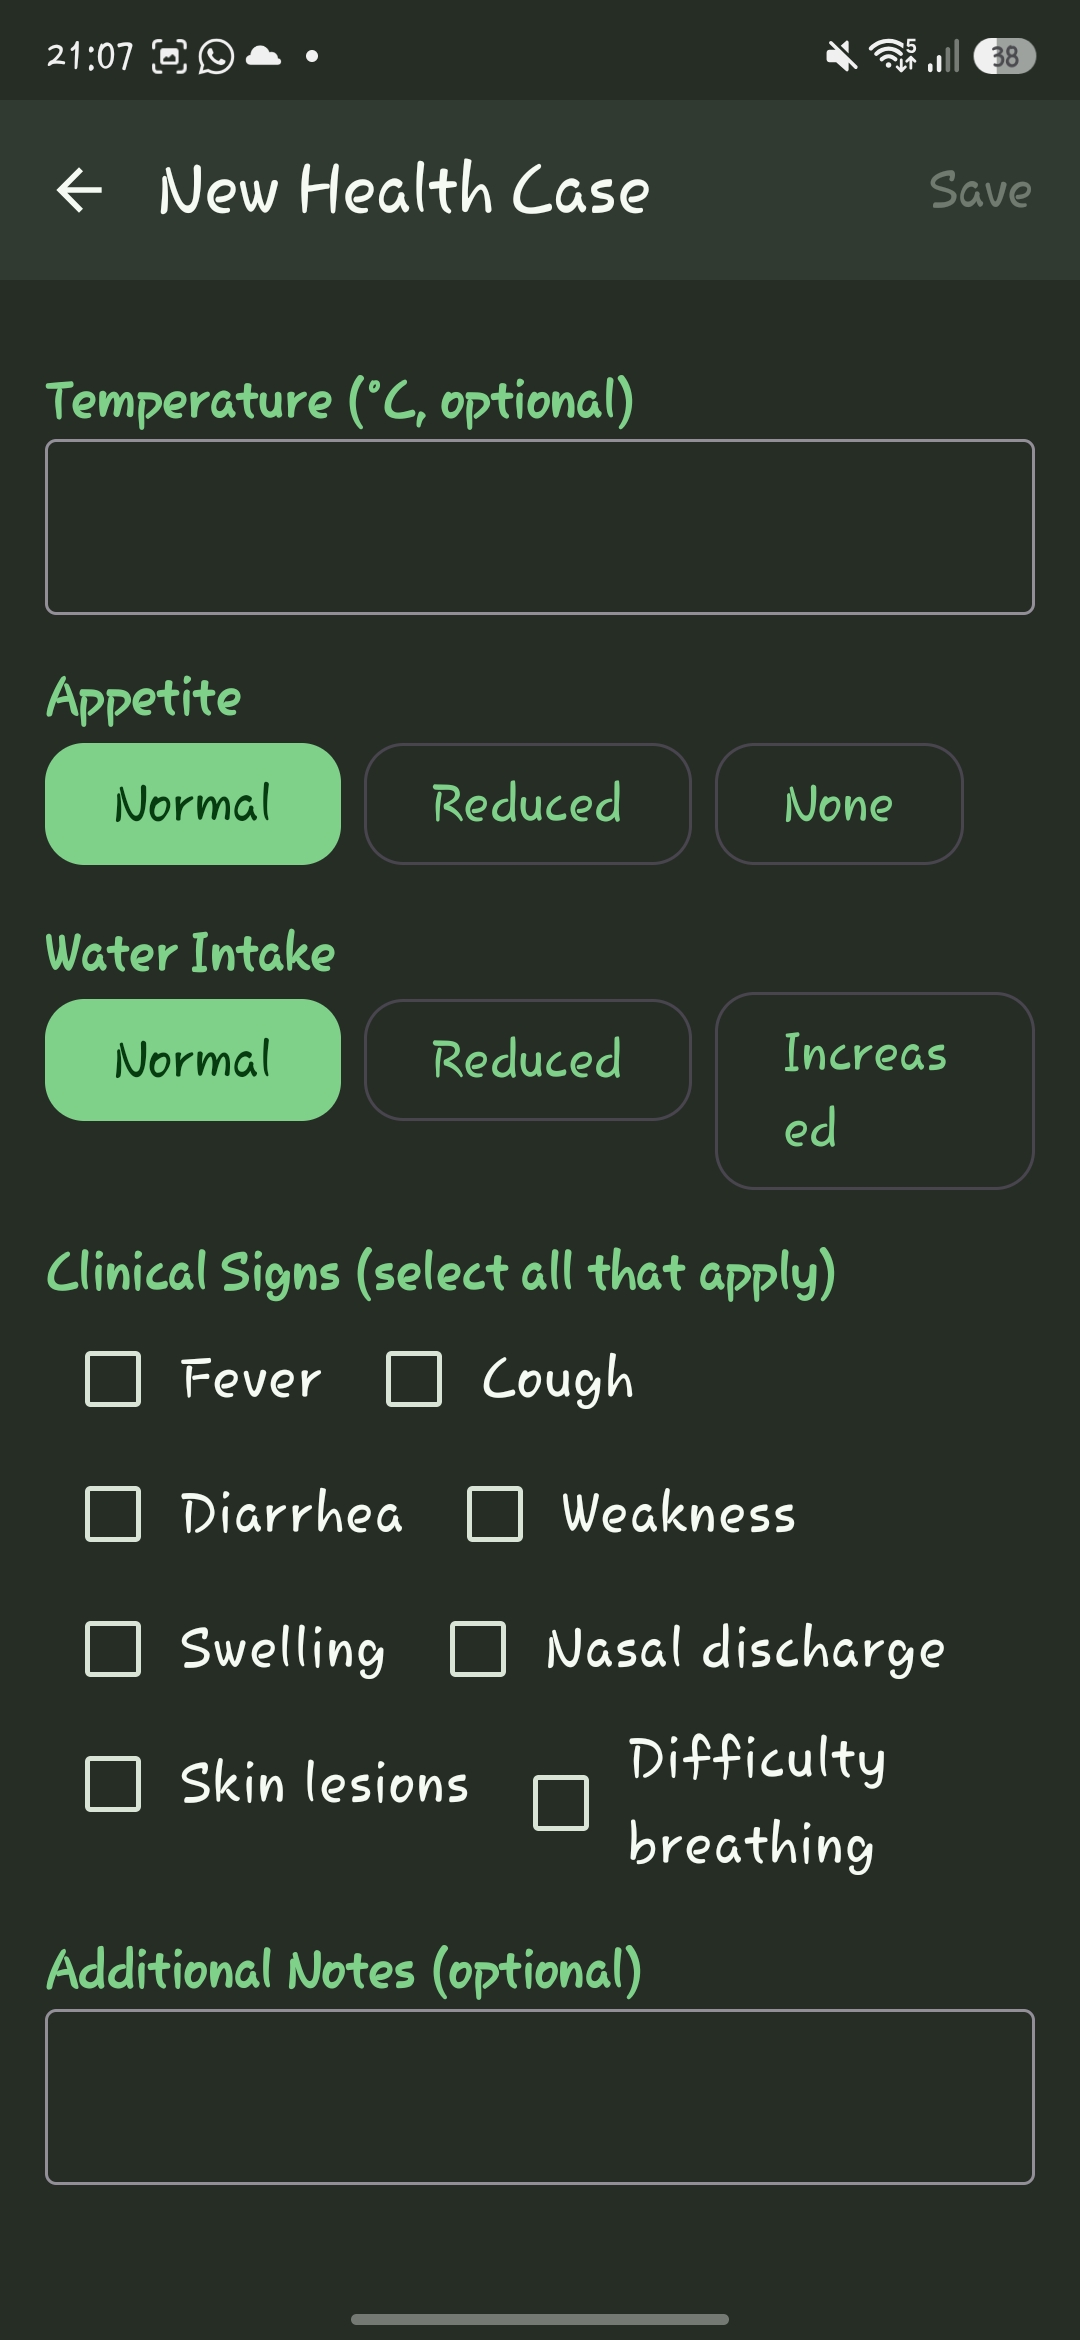 21:07
5
38
New Health Case
Save
Temperature (°C, optional)
Appetite
Normal Reduced None
Water Intake
Normal Reduced Increas
ed
Clinical Signs (select all that apply)
Fever Cough
Diarrhea Weakness
Swelling Nasal discharge
Skin lesions Difficulty
breathing
Additional Notes (optional)